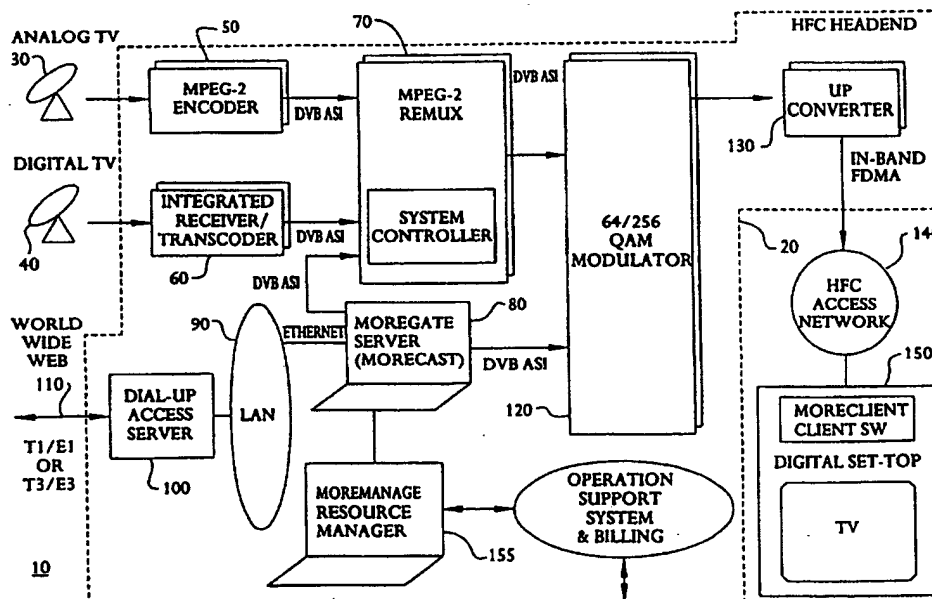 ANALOG TV
30
50
MPEG-2
ENCODER
DVB ASI
70
MPEG-2
REMUX
SYSTEM
CONTROLLER
DVB ASI
HFC HEADEND
UP
CONVERTER
130
IN-BAND
FDMA
DIGITAL TV
40
INTEGRATED
RECEIVER/
TRANSCODER
60
DVB ASI
DVB ASI
64/256
QAM
MODULATOR
120
20
14
HFC
ACCESS
NETWORK
WORLD
WIDE
WEB
110
T1/E1
OR
T3/E3
DIAL-UP
ACCESS
SERVER
100
90
LAN
ETHERNET
80
MOREGATE
SERVER
(MORECAST)
DVB ASI
150
MORECLIENT
CLIENT SW
DIGITAL SET-TOP
TV
MOREMANAGE
RESOURCE
MANAGER
155
OPERATION
SUPPORT
SYSTEM
& BILLING
10